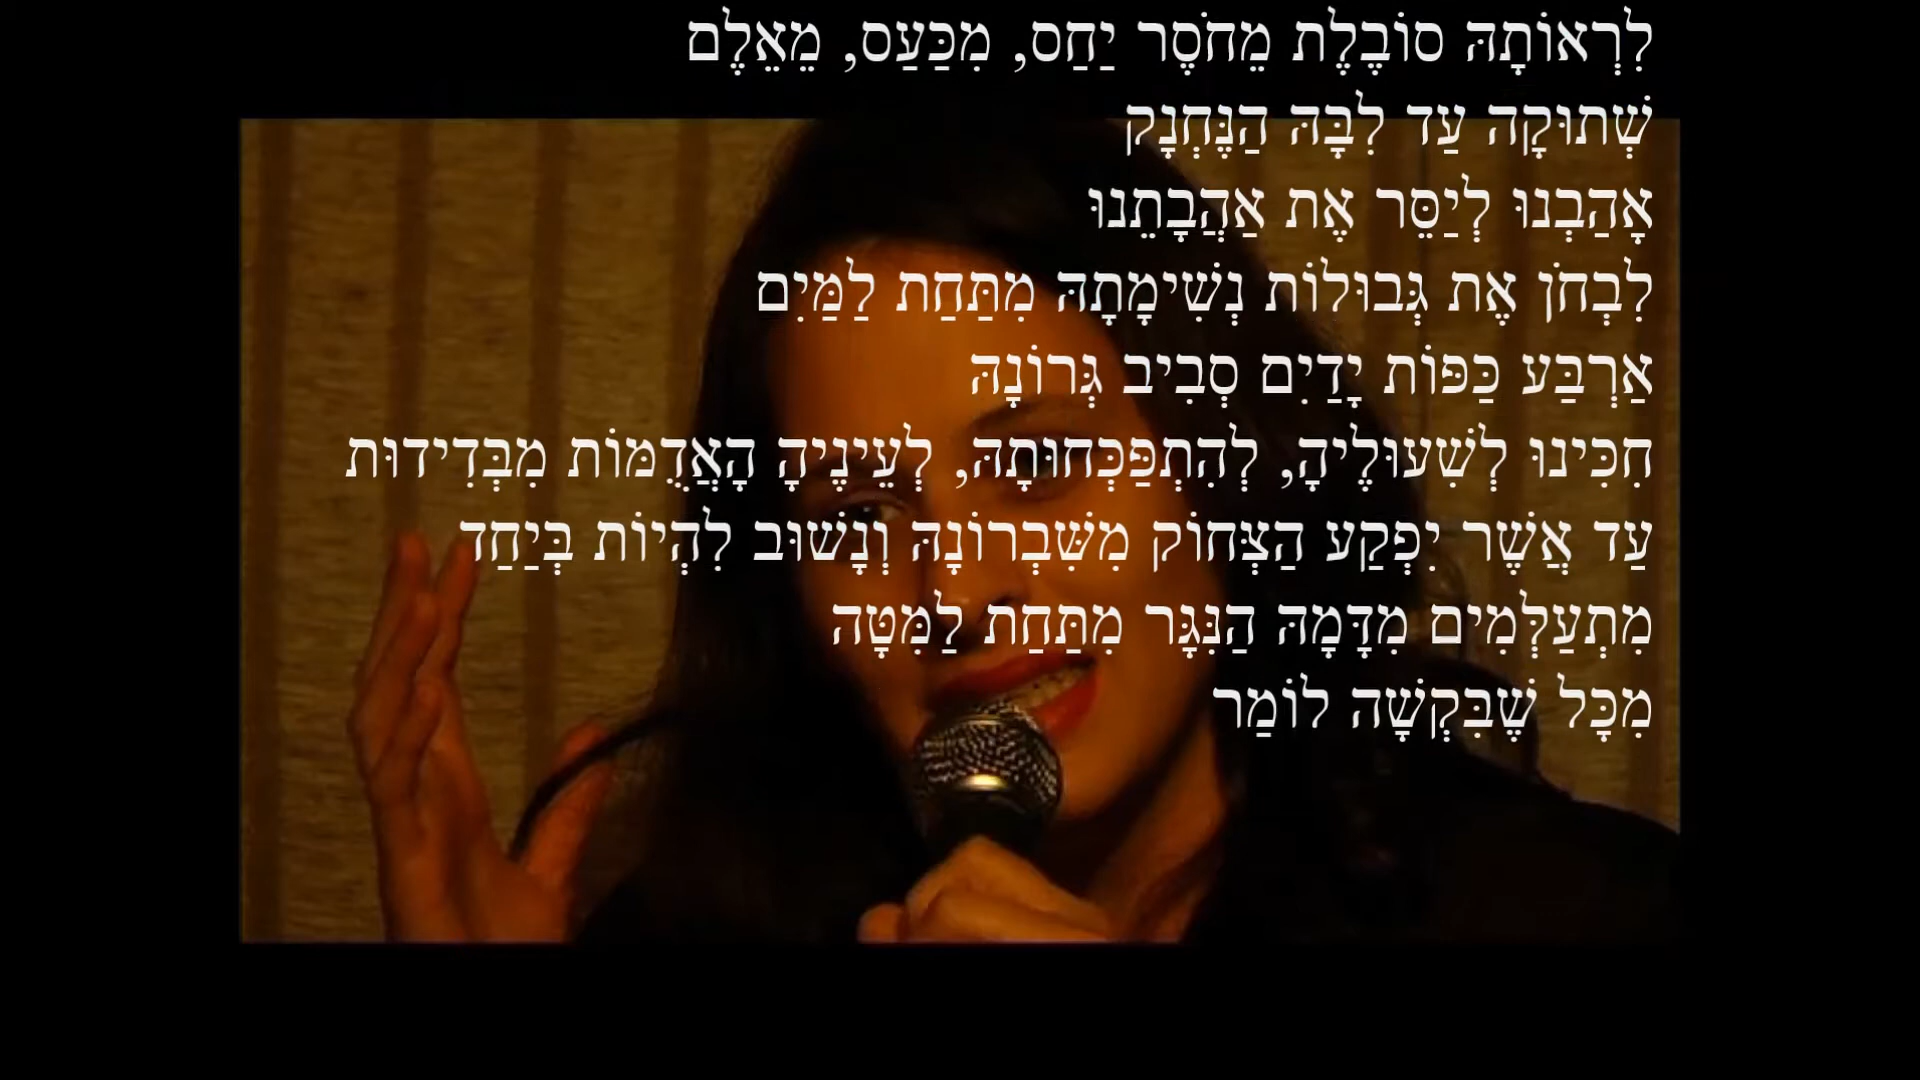 לִרְאוֹתָהּ סוֹבֶלֶת מֵחֹסֶר יַחַס, מִכַּעַס, מֵאֵלֶם
שְׁתוּקָה עַד לִבָּהּ הַנֶּחְנָק
אָהַבְנוּ לְיַסֵּר אֶת אַהֲבָתֵנוּ
לִבְחֹן אֶת גְּבוּלוֹת נְשִׁימָתָהּ מִתַּחַת לַמַּיִם
אַרְבַּע כַּפּוֹת יָדַיִם סְבִיב גְּרוֹנָהּ
חִכִּינוּ לְשִׁעוּלֶיהָ, לְהִתְפַּכְּחוּתָהּ, לְעֵינֶיהָ הָאֲדֻמּוֹת מִבְּדִידוּת
עַד אֲשֶׁר יִפְקַע הַצְּחוֹק מִשִּׁבְרוֹנָהּ וְנָשׁוּב לִהְיוֹת בְּיַחַד
מִתְעַלְּמִים מִדָּמָהּ הַנִּגָּר מִתַּחַת לַמִּטָּה
מִכָּל שֶׁבִּקְשָׁה לוֹמַר